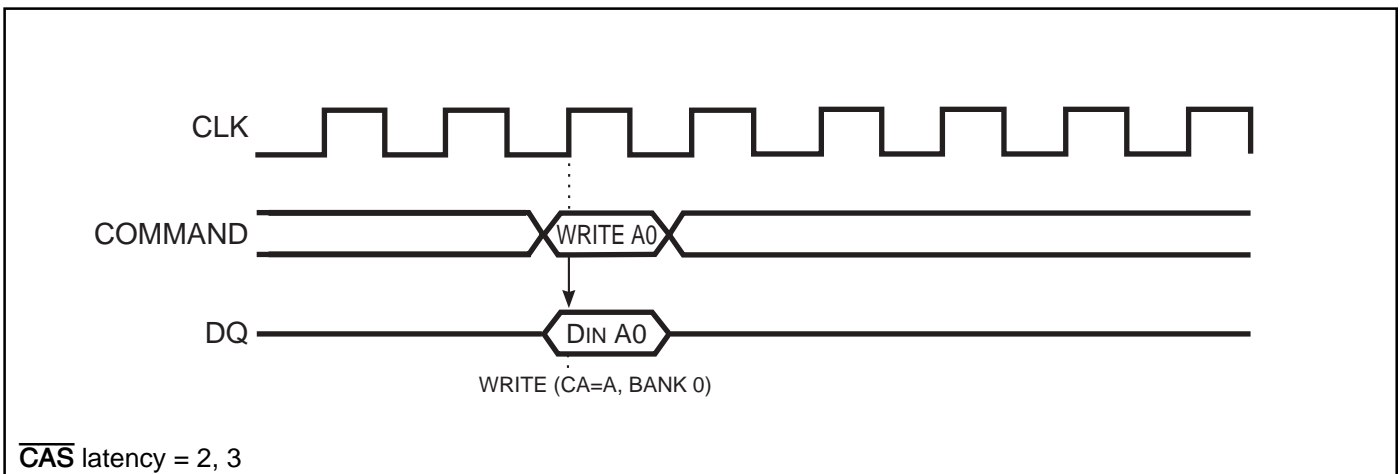 CLK
COMMAND
WRITE A0
DQ
DIN A0
WRITE (CA=A, BANK 0)
CAS latency = 2, 3